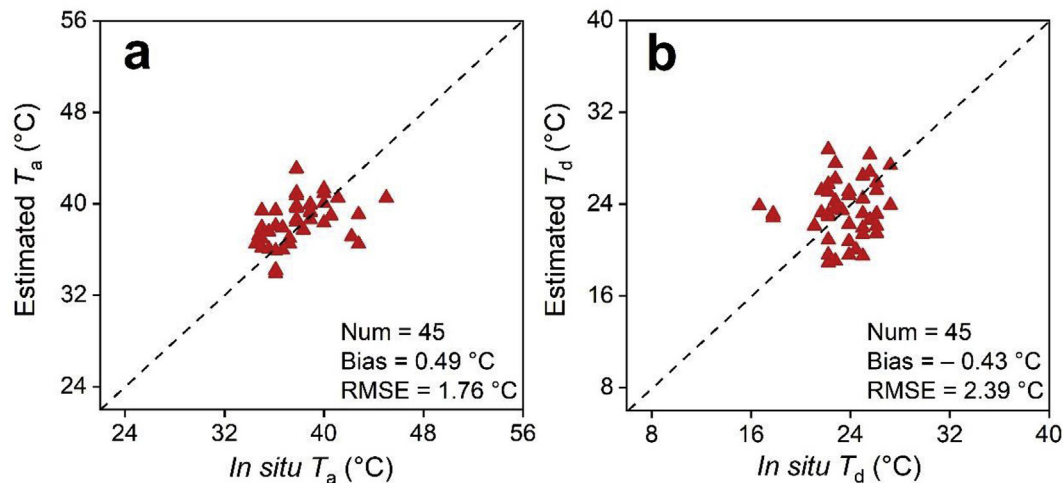 a
56
48
40
32
24
Estimated Ta (°C)
Num = 45
Bias = 0.49 °C
RMSE = 1.76 °C
24 32 40 48 56
In situ Ta (°C)
b
40
32
24
16
8
Estimated Td (°C)
Num = 45
Bias = – 0.43 °C
RMSE = 2.39 °C
8 16 24 32 40
In situ Td (°C)